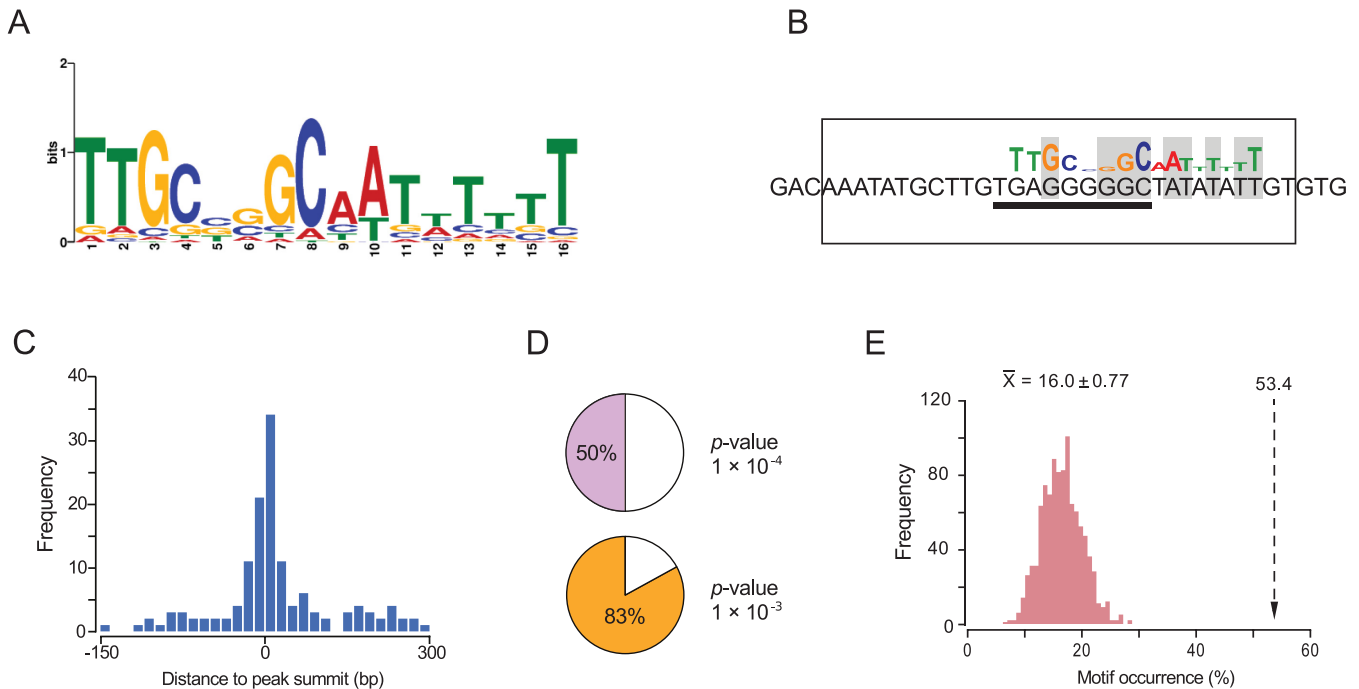 A
B
2
1
0
bits
TTGCCGGCAATTTTTT
1 2 3 4 5 6 7 8 9 10 11 12 13 14 15 16
TTGCCGGCAATTTTTT
GACAAATATGCTTGTGAGGGGGGCTATATATTGTGTG
C
D
E
40
30
20
10
0
Frequency
-150 0 300
Distance to peak summit (bp)
50%
p-value
1 × 10-4
83%
p-value
1 × 10-3
X̅ = 16.0 ± 0.77
53.4
120
80
40
0
Frequency
0 20 40 60
Motif occurrence (%)